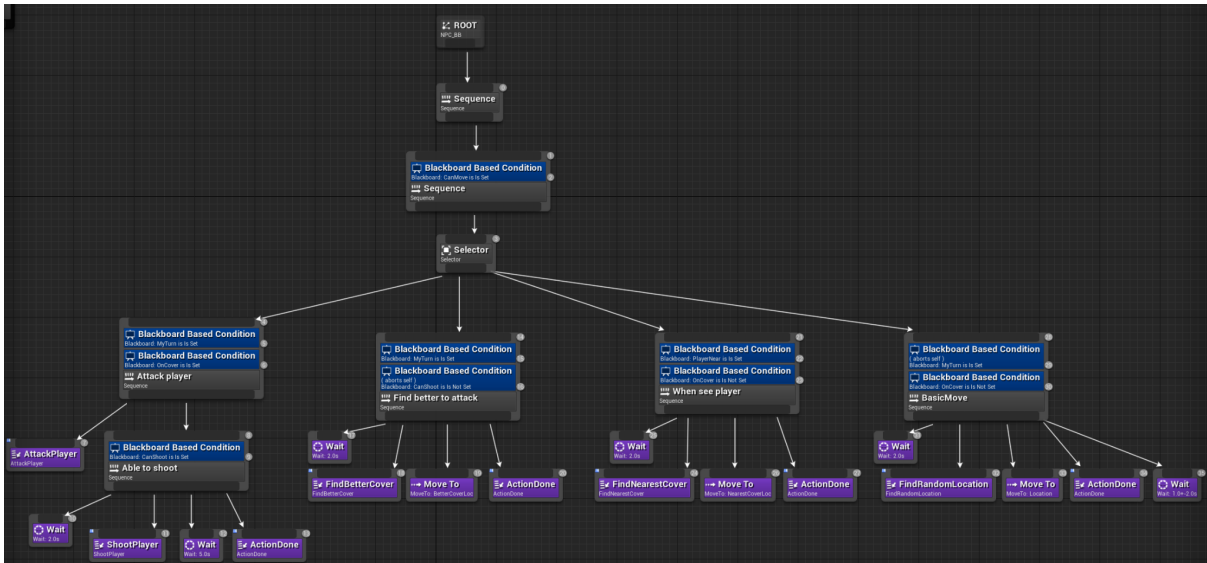 ROOT
NPC_BB
Sequence
Sequence
Blackboard Based Condition
Blackboard: CanMove is Is Set
Sequence
Sequence
Selector
Selector
Blackboard Based Condition
Blackboard: MyTurn is Is Set
Blackboard Based Condition
Blackboard: OnCover is Is Set
Attack player
Sequence
AttackPlayer
AttackPlayer
Blackboard Based Condition
Blackboard: CanShoot is Is Set
Able to shoot
Sequence
Wait
Wait: 2.0s
ShootPlayer
ShootPlayer
Wait
Wait: 5.0s
ActionDone
ActionDone
Blackboard Based Condition
Blackboard: MyTurn is Is Set
Blackboard Based Condition
( aborts self )
Blackboard: CanShoot is Is Not Set
Find better to attack
Sequence
Wait
Wait: 2.0s
FindBetterCover
FindBetterCover
Move To
MoveTo: BetterCoverLoc
ActionDone
ActionDone
Blackboard Based Condition
Blackboard: PlayerNear is Is Set
Blackboard Based Condition
Blackboard: OnCover is Is Not Set
When see player
Sequence
Wait
Wait: 2.0s
FindNearestCover
FindNearestCover
Move To
MoveTo: NearestCoverLoc
ActionDone
ActionDone
Blackboard Based Condition
( aborts self )
Blackboard: MyTurn is Is Set
Blackboard Based Condition
Blackboard: OnCover is Is Not Set
BasicMove
Sequence
Wait
Wait: 2.0s
FindRandomLocation
FindRandomLocation
Move To
MoveTo: Location
ActionDone
ActionDone
Wait
Wait: 1.0+-2.0s